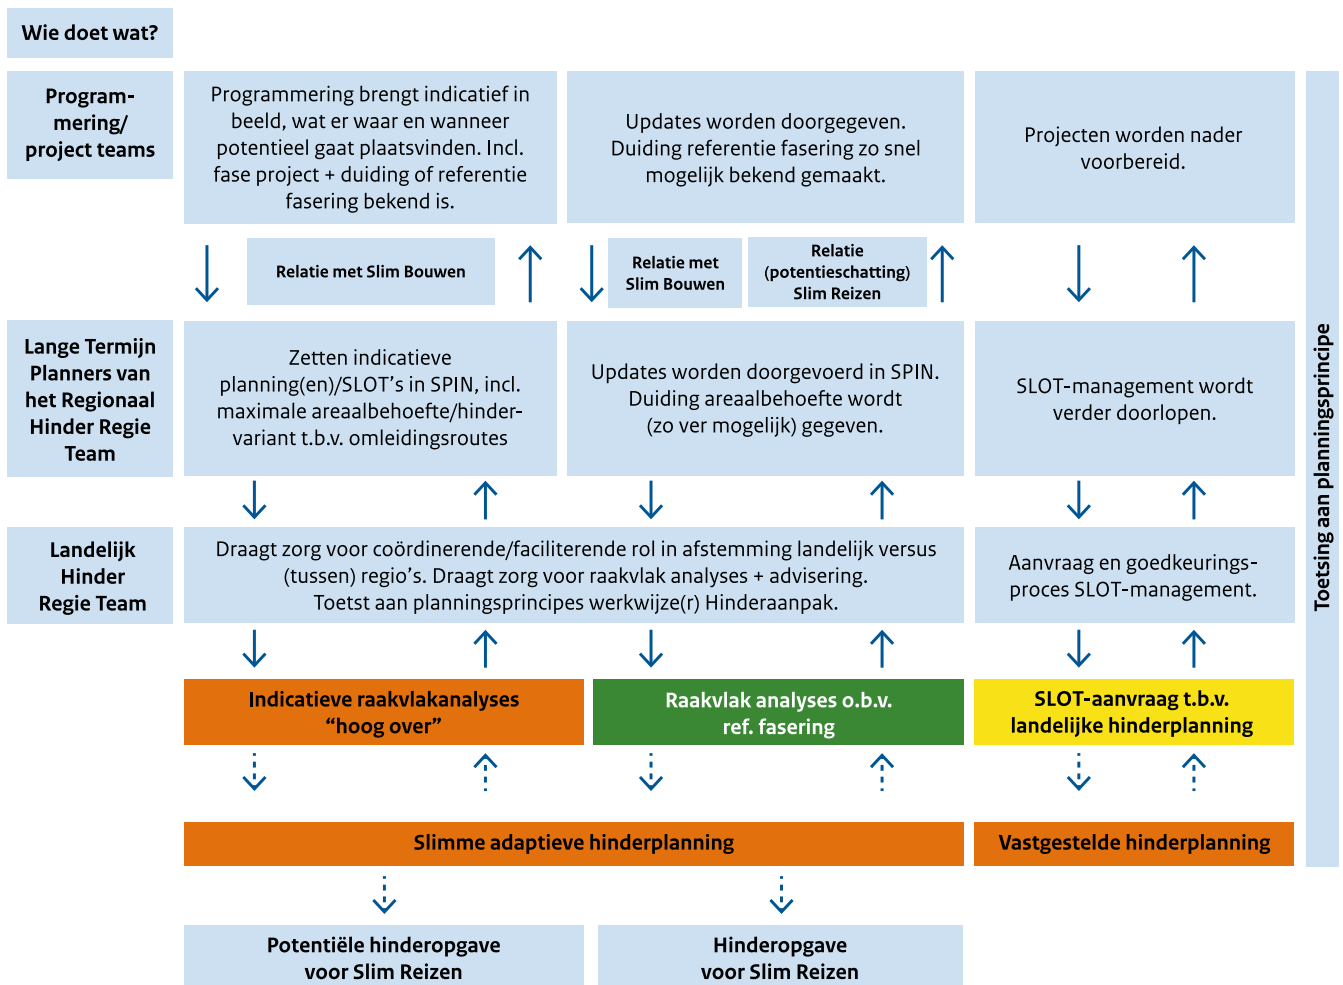 Wie doet wat?
Program-
mering/
project teams
Programmering brengt indicatief in
beeld, wat er waar en wanneer
potentieel gaat plaatsvinden. Incl.
fase project + duiding of referentie
fasering bekend is.
Updates worden doorgegeven.
Duiding referentie fasering zo snel
mogelijk bekend gemaakt.
Projecten worden nader
voorbereid.
Relatie met Slim Bouwen
Relatie met
Slim Bouwen
Relatie
(potentieschatting)
Slim Reizen
Lange Termijn
Planners van
het Regionaal
Hinder Regie
Team
Zetten indicatieve
planning(en)/SLOT’s in SPIN, incl.
maximale areaalbehoefte/hinder-
variant t.b.v. omleidingsroutes
Updates worden doorgevoerd in SPIN.
Duiding areaalbehoefte wordt
(zo ver mogelijk) gegeven.
SLOT-management wordt
verder doorlopen.
Landelijk
Hinder
Regie Team
Draagt zorg voor coördinerende/faciliterende rol in afstemming landelijk versus
(tussen) regio’s. Draagt zorg voor raakvlak analyses + advisering.
Toetst aan planningsprincipes werkwijze(r) Hinderaanpak.
Aanvraag en goedkeurings-
proces SLOT-management.
Indicatieve raakvlakanalyses
“hoog over”
Raakvlak analyses o.b.v.
ref. fasering
SLOT-aanvraag t.b.v.
landelijke hinderplanning
Slimme adaptieve hinderplanning
Vastgestelde hinderplanning
Potentiële hinderopgave
voor Slim Reizen
Hinderopgave
voor Slim Reizen
Toetsing aan planningsprincipe